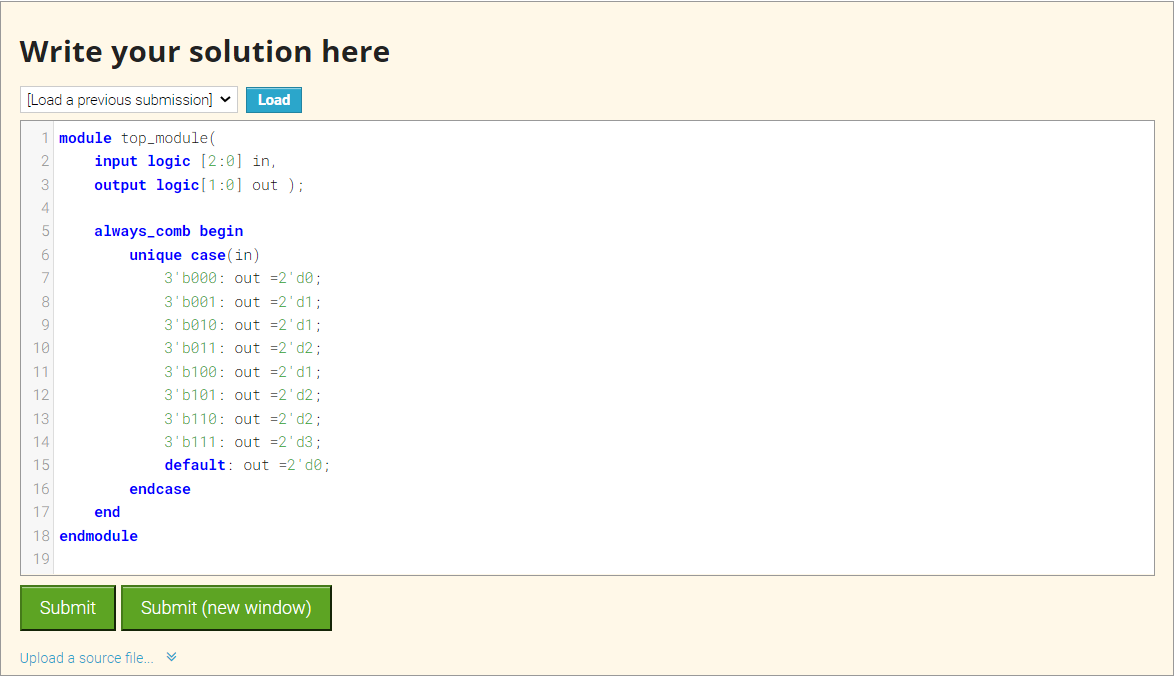 Write your solution here
[Load a previous submission] Load
1 module top_module(
2     input logic [2:0] in,
3     output logic[1:0] out );
4
5     always_comb begin
6         unique case(in)
7             3'b000: out =2'd0;
8             3'b001: out =2'd1;
9             3'b010: out =2'd1;
10             3'b011: out =2'd2;
11             3'b100: out =2'd1;
12             3'b101: out =2'd2;
13             3'b110: out =2'd2;
14             3'b111: out =2'd3;
15             default: out =2'd0;
16         endcase
17     end
18 endmodule
19
Submit Submit (new window)
Upload a source file...